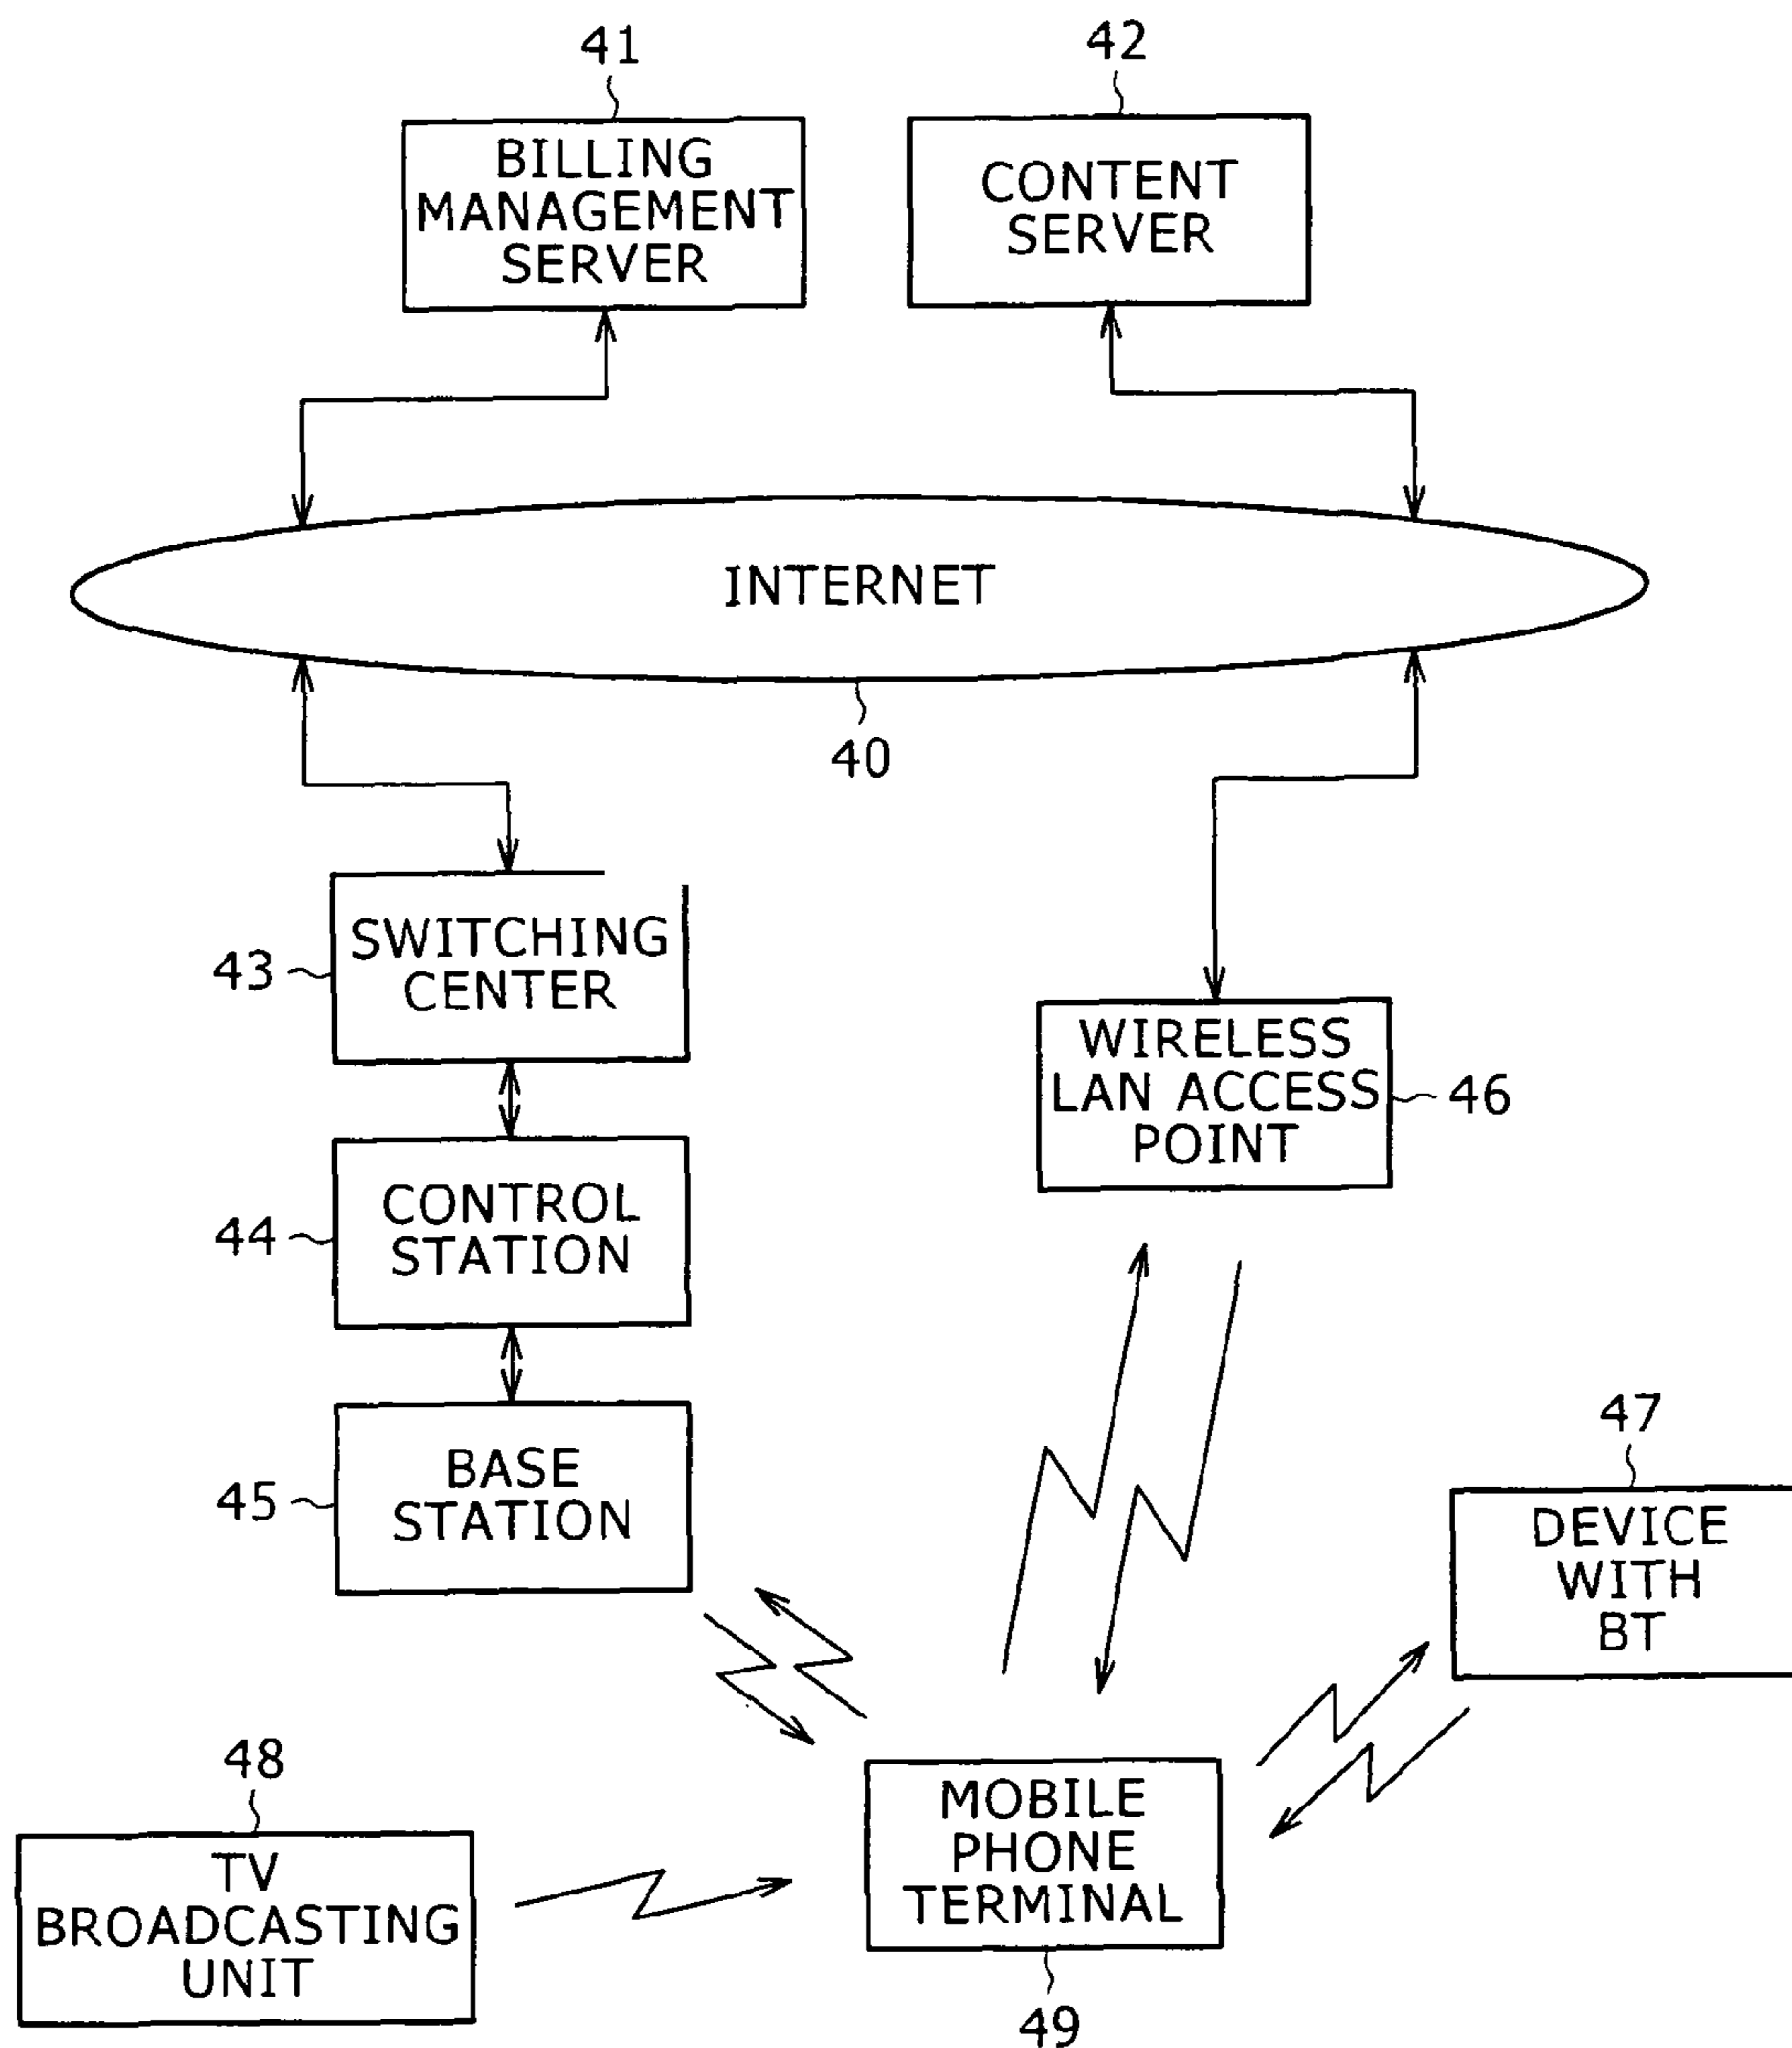 41
42
BILLING
MANAGEMENT
SERVER
CONTENT
SERVER
INTERNET
40
SWITCHING
CENTER
43
WIRELESS
LAN ACCESS
POINT
46
CONTROL
STATION
44
47
BASE
STATION
45
DEVICE
WITH
BT
48
TV
BROADCASTING
UNIT
MOBILE
PHONE
TERMINAL
49